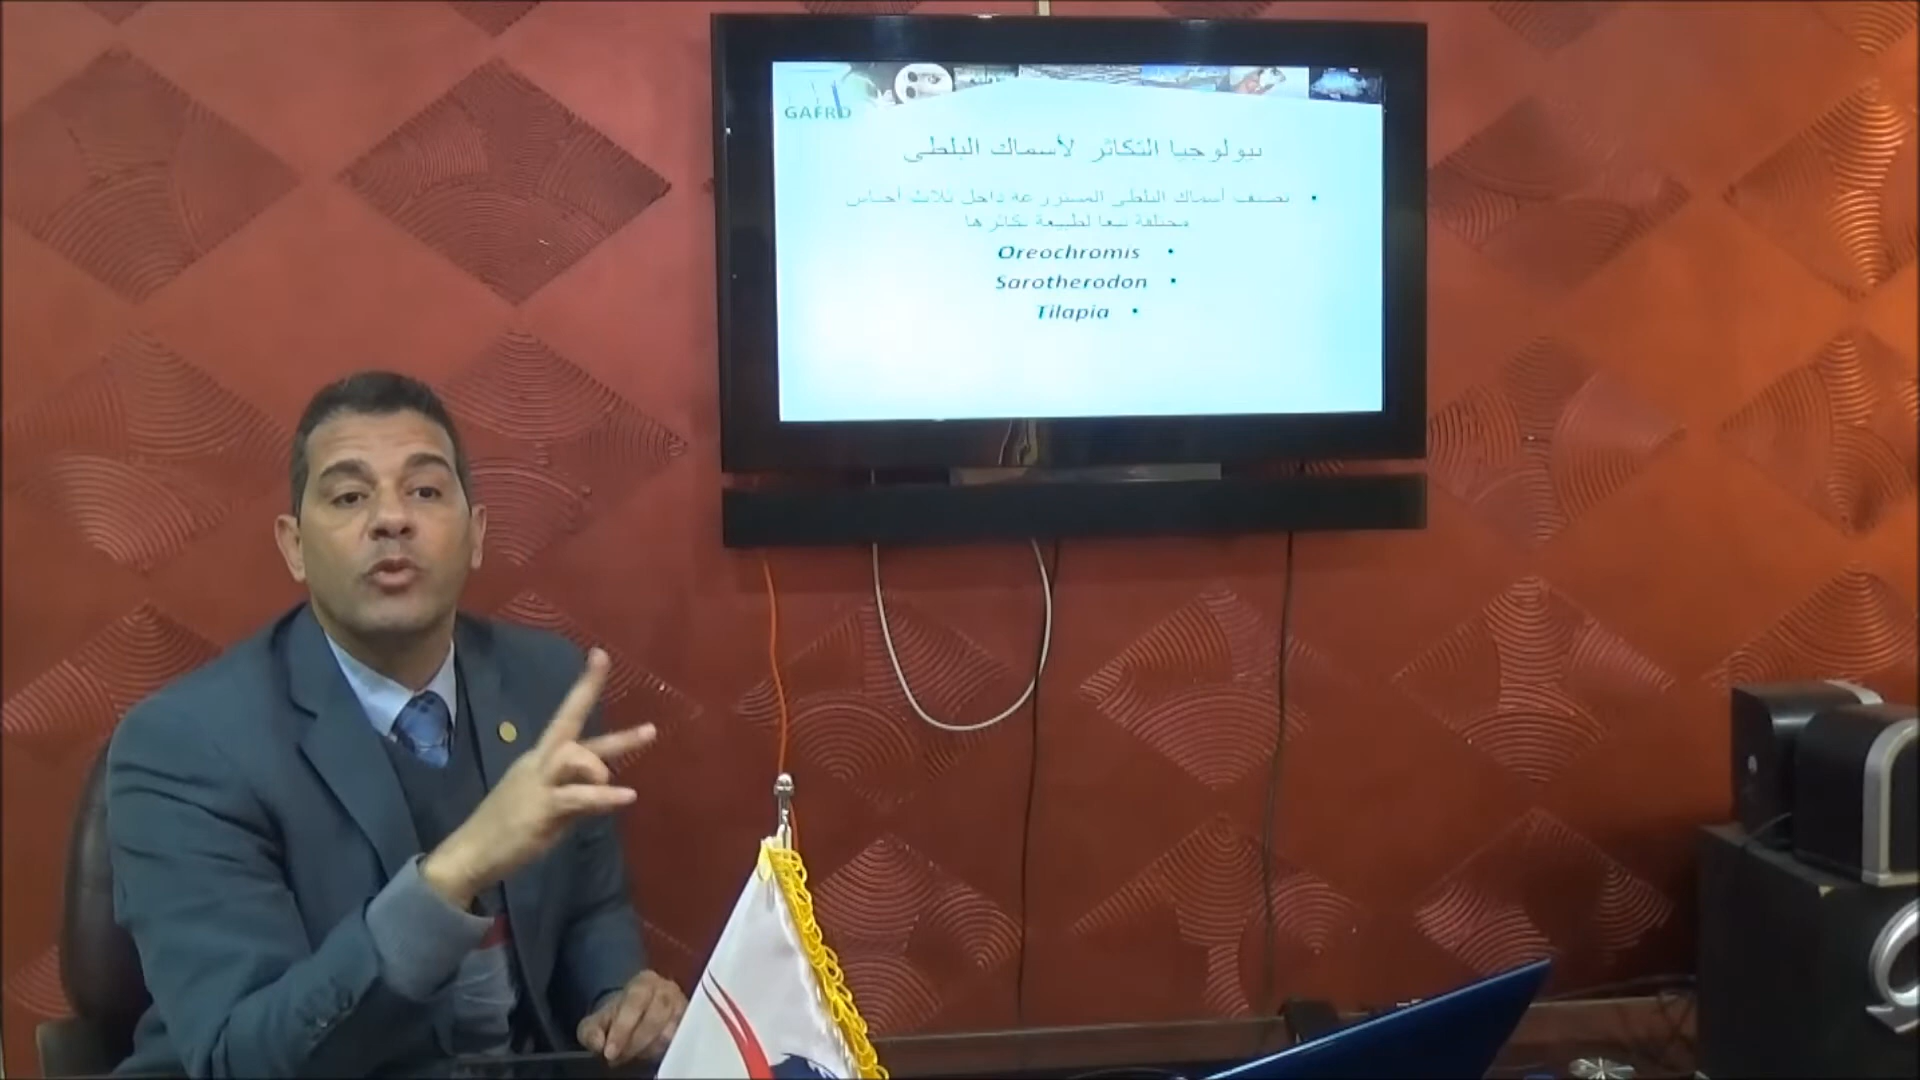 GAFRD
بيولوجيا التكاثر لأسماك البلطى
• تصنف أسماك البلطى المستزرعة داخل ثلاث أجناس
مختلفة تبعا لطبيعة تكاثرها
• Oreochromis
• Sarotherodon
• Tilapia